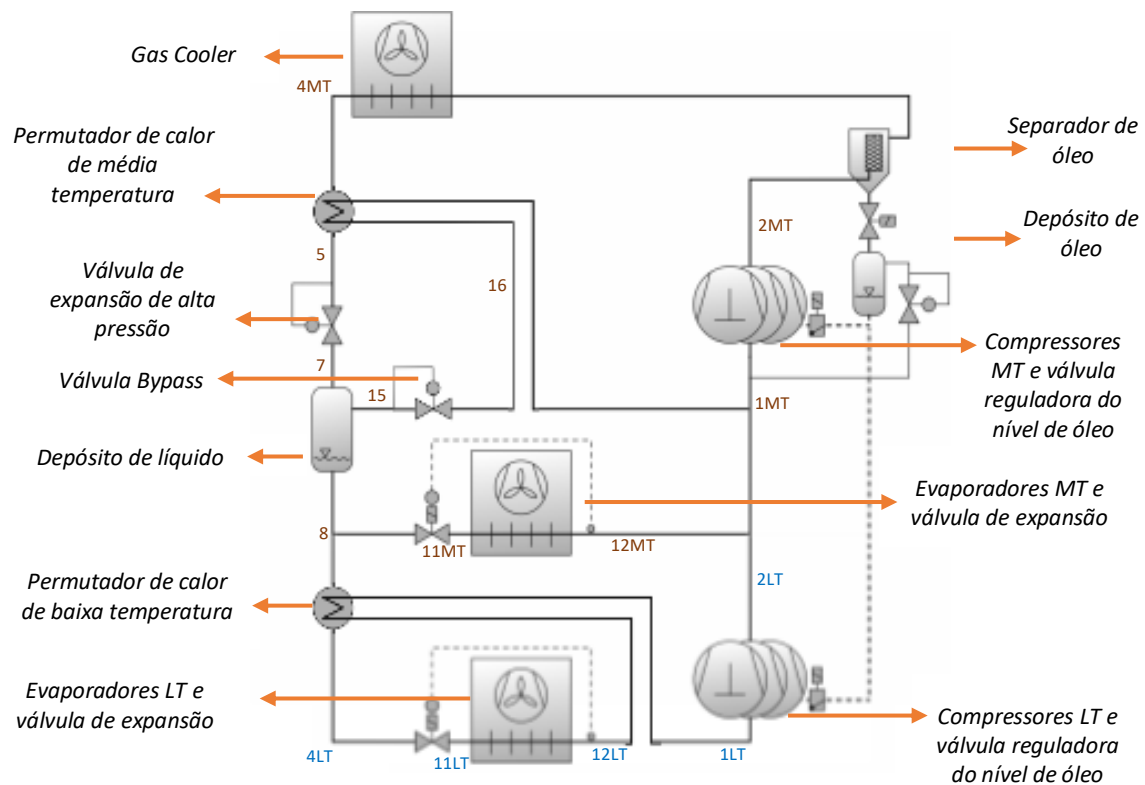 Gas Cooler
4MT
Permutador de calor
de média
temperatura
Separador de
óleo
2MT
Depósito de
óleo
5
16
Válvula de
expansão de alta
pressão
Compressores
MT e válvula
reguladora do
nível de óleo
7
Válvula Bypass
15
1MT
Depósito de líquido
Evaporadores MT e
válvula de expansão
8
11MT
12MT
2LT
Permutador de calor
de baixa temperatura
Evaporadores LT e
válvula de expansão
Compressores LT e
válvula reguladora
do nível de óleo
4LT
11LT
12LT
1LT